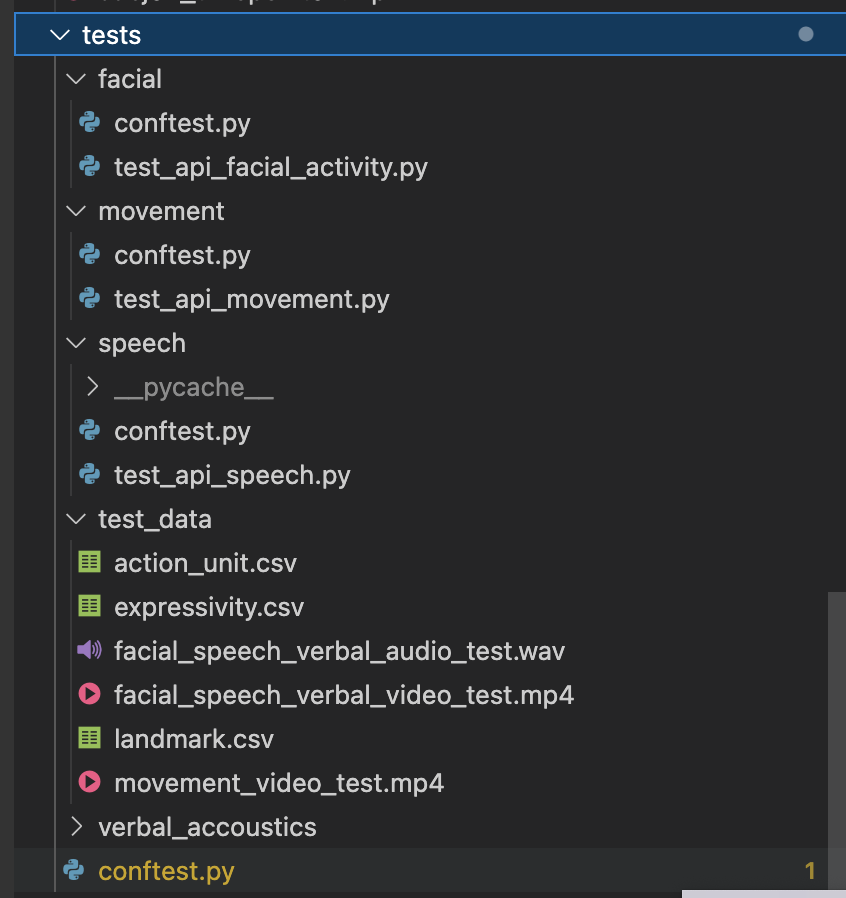 tests
facial
conftest.py
test_api_facial_activity.py
movement
conftest.py
test_api_movement.py
speech
__pycache__
conftest.py
test_api_speech.py
test_data
action_unit.csv
expressivity.csv
facial_speech_verbal_audio_test.wav
facial_speech_verbal_video_test.mp4
landmark.csv
movement_video_test.mp4
verbal_accoustics
conftest.py 1